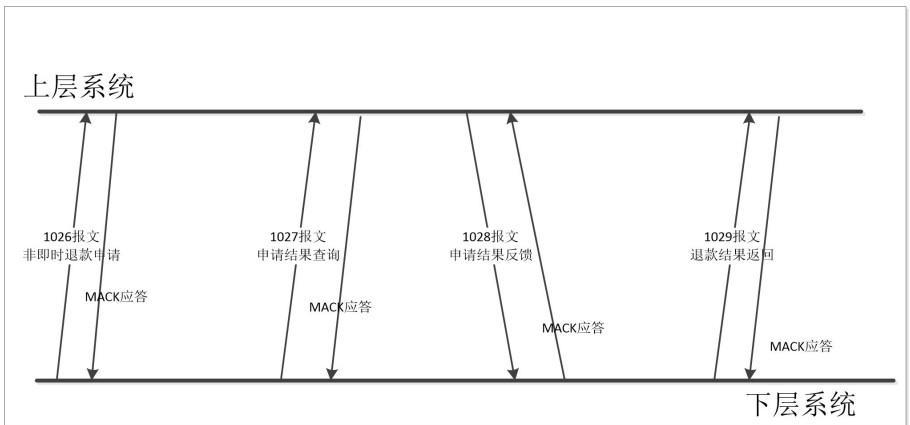 上层系统
1026报文
非即时退款申请
MACK应答
1027报文
申请结果查询
MACK应答
1028报文
申请结果反馈
MACK应答
1029报文
退款结果返回
MACK应答
下层系统